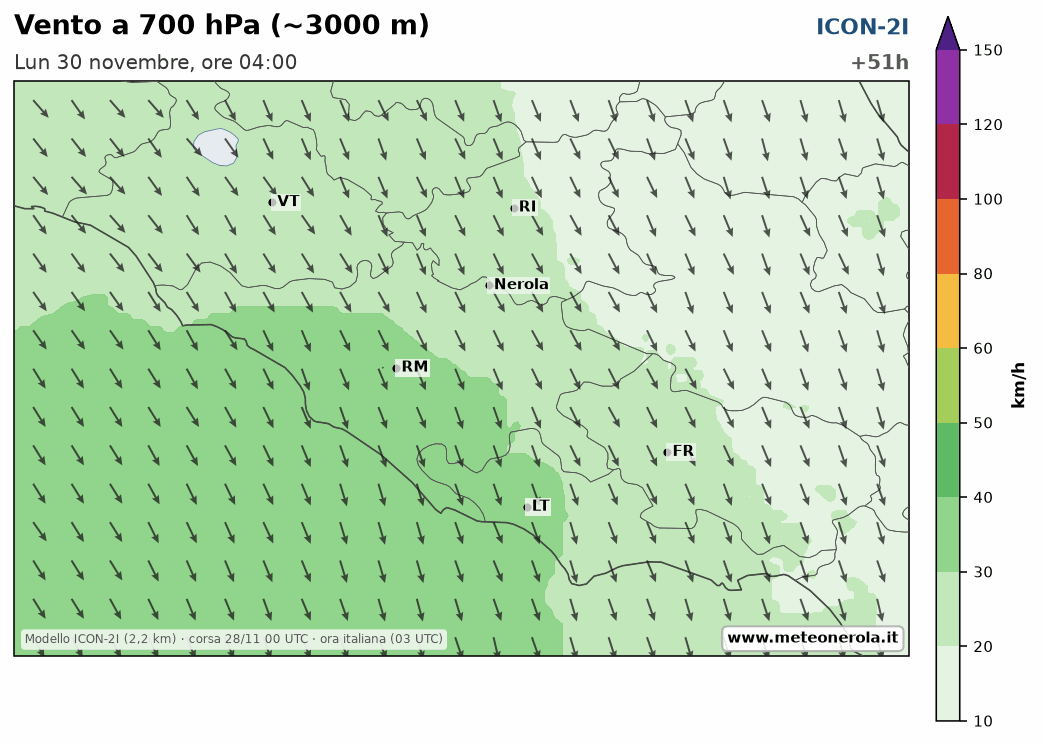 Vento a 700 hPa (~3000 m)
ICON-2I
Lun 30 novembre, ore 04:00
+51h
150
120
100
80
60
50
40
30
20
10
km/h
VT
RI
Nerola
RM
FR
LT
Modello ICON-2I (2,2 km) · corsa 28/11 00 UTC · ora italiana (03 UTC)
www.meteonerola.it